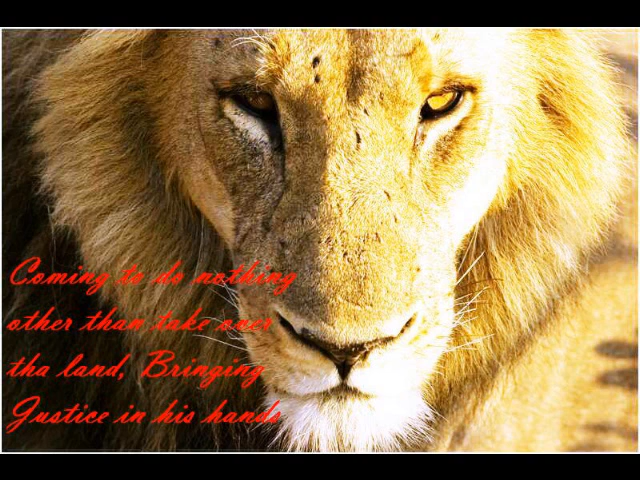 Coming to do nothing
other than take over
tha land, Bringing
Justice in his hands